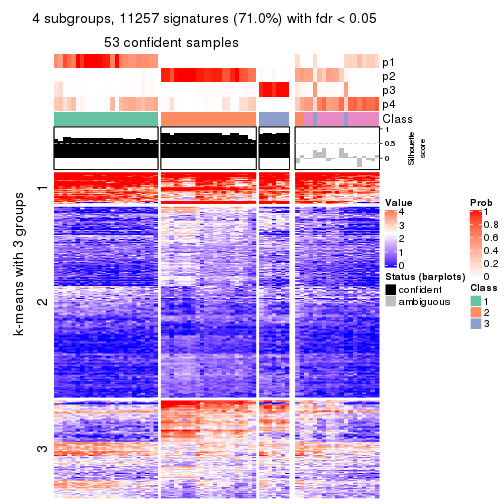 4 subgroups, 11257 signatures (71.0%) with fdr < 0.05
53 confident samples
p1
p2
p3
p4
Class
1
0.5
0
Silhouette
score
k-means with 3 groups
1
2
3
Value
4
3
2
1
0
Status (barplots)
confident
ambiguous
Prob
1
0.8
0.6
0.4
0.2
0
Class
1
2
3